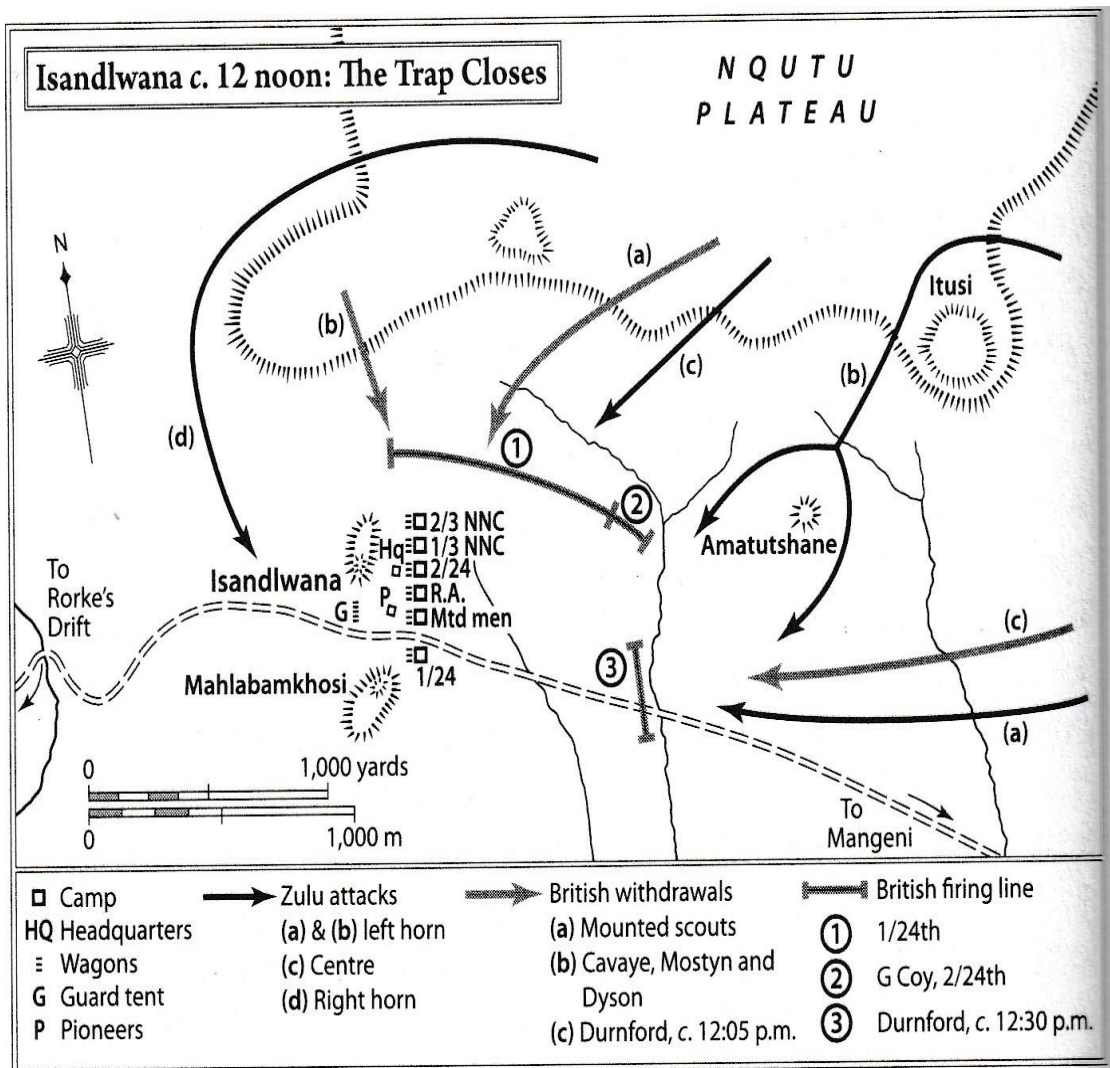 Isandlwana c. 12 noon: The Trap Closes
NQUTU
PLATEAU
N
(a)
Itusi
(b)
(c)
(b)
(d)
1
2
Amatutshane
2/3 NNC
Hq
1/3 NNC
2/24
Isandlwana
P
R.A.
G
Mtd men
To
Rorke's
Drift
(c)
3
1/24
Mahlabamkhosi
(a)
0
1,000 yards
0
1,000 m
To
Mangeni
Camp
HQ Headquarters
Wagons
G Guard tent
P Pioneers
Zulu attacks
(a) & (b) left horn
(c) Centre
(d) Right horn
British withdrawals
(a) Mounted scouts
(b) Cavaye, Mostyn and
Dyson
(c) Durnford, c. 12:05 p.m.
British firing line
1 1/24th
2 G Coy, 2/24th
3 Durnford, c. 12:30 p.m.